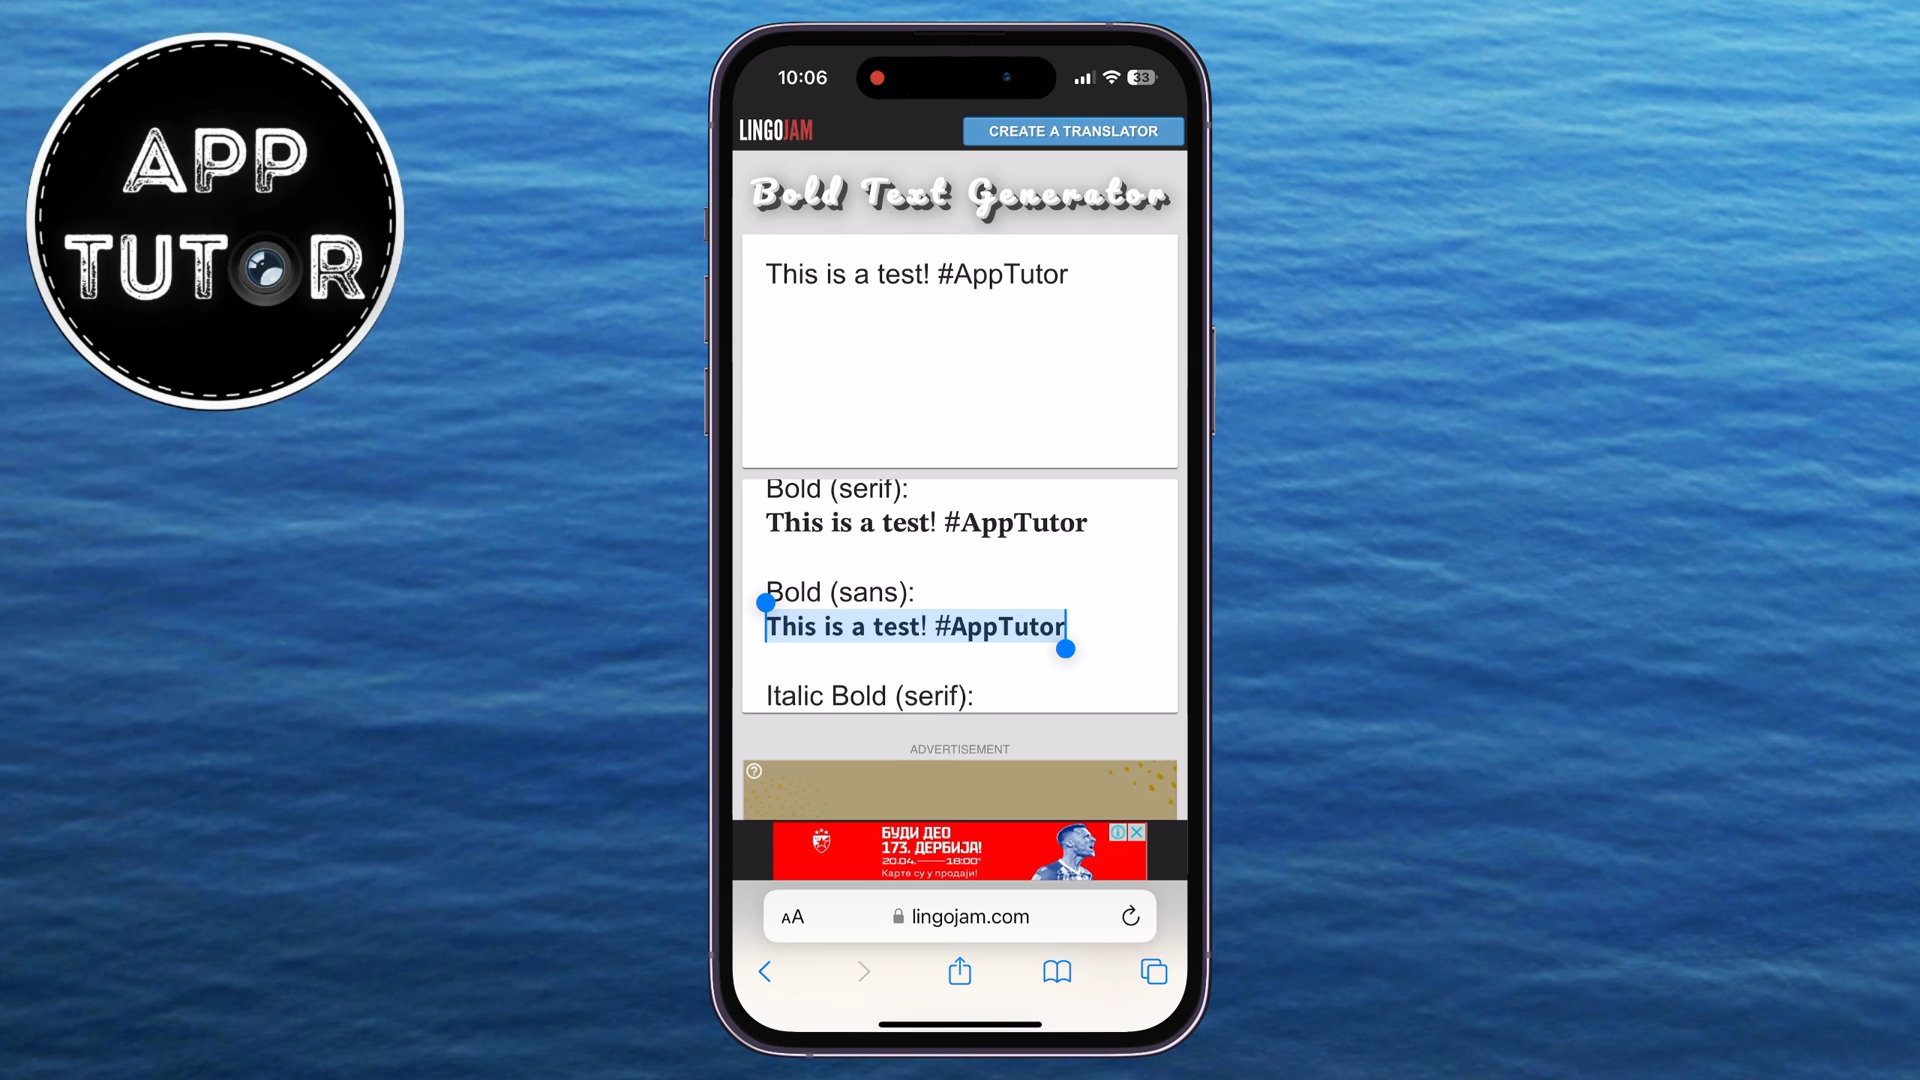 APP
TUTOR
10:06
33
LINGOJAM
CREATE A TRANSLATOR
Bold Text Generator
This is a test! #AppTutor
Bold (serif):
This is a test! #AppTutor
Bold (sans):
This is a test! #AppTutor
Italic Bold (serif):
ADVERTISEMENT
БУДИ ДЕО
173. ДЕРБИЈА!
20.04. 18:00
Карте су у продаји!
AA
lingojam.com